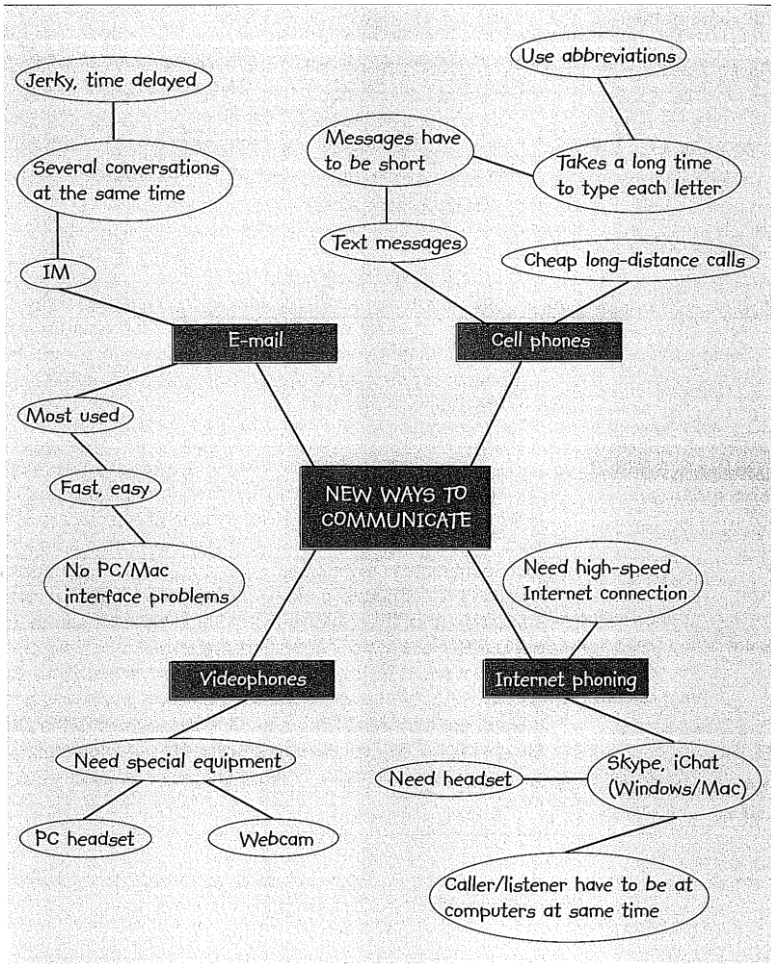 Use abbreviations
Jerky, time delayed
Messages have
to be short
Takes a long time
to type each letter
Several conversations
at the same time
Text messages
Cheap long-distance calls
IM
E-mail
Cell phones
Most used
Fast, easy
NEW WAYS TO
COMMUNICATE
No PC/Mac
interface problems
Need high-speed
Internet connection
Videophones
Internet phoning
Need special equipment
Need headset
Skype, iChat
(Windows/Mac)
PC headset
Webcam
Caller/listener have to be at
computers at same time